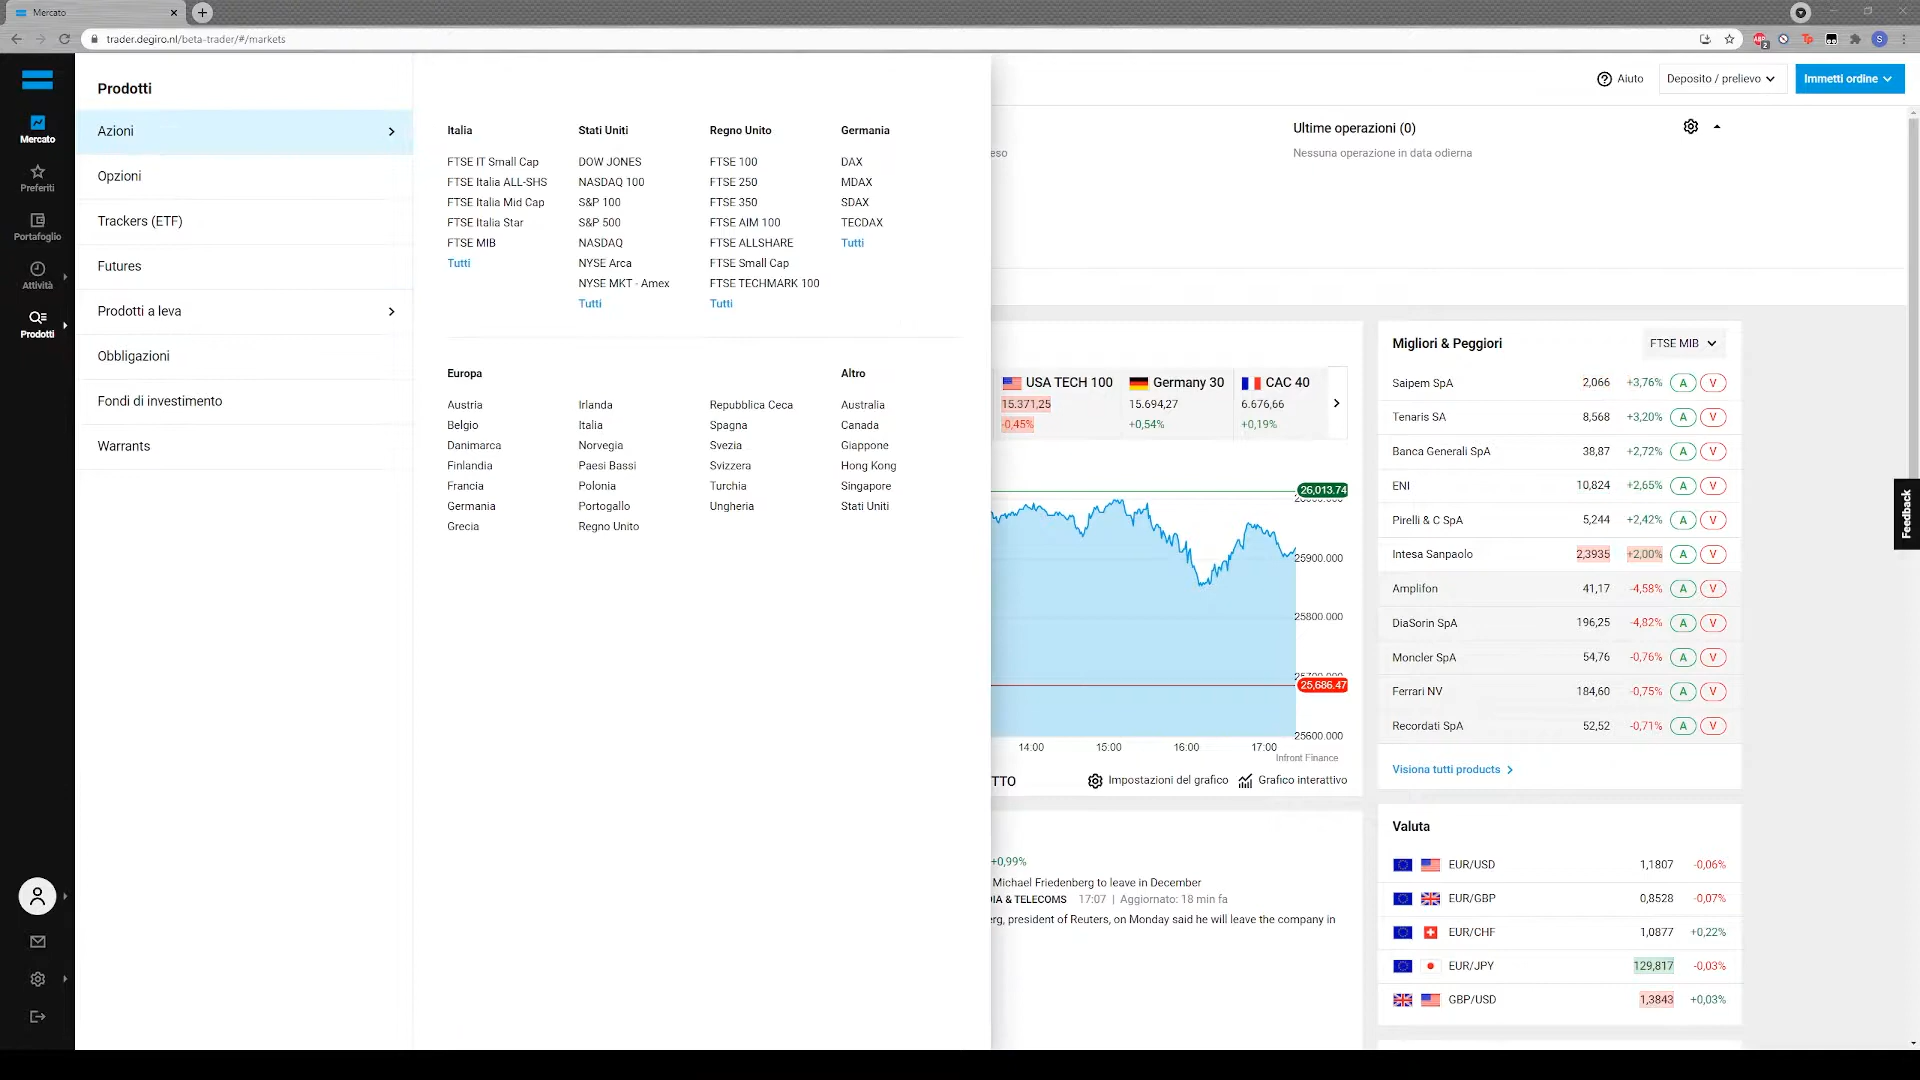 Mercato
trader.degiro.nl/beta-trader/#/markets
Mercato
Preferiti
Portafoglio
Attività
Prodotti
Prodotti
Azioni
Opzioni
Trackers (ETF)
Futures
Prodotti a leva
Obbligazioni
Fondi di investimento
Warrants
Italia
FTSE IT Small Cap
FTSE Italia ALL-SHS
FTSE Italia Mid Cap
FTSE Italia Star
FTSE MIB
Tutti
Stati Uniti
DOW JONES
NASDAQ 100
S&P 100
S&P 500
NASDAQ
NYSE Arca
NYSE MKT - Amex
Tutti
Regno Unito
FTSE 100
FTSE 250
FTSE 350
FTSE AIM 100
FTSE ALLSHARE
FTSE Small Cap
FTSE TECHMARK 100
Tutti
Germania
DAX
MDAX
SDAX
TECDAX
Tutti
Europa
Austria
Belgio
Danimarca
Finlandia
Francia
Germania
Grecia
Irlanda
Italia
Norvegia
Paesi Bassi
Polonia
Portogallo
Regno Unito
Repubblica Ceca
Spagna
Svezia
Svizzera
Turchia
Ungheria
Altro
Australia
Canada
Giappone
Hong Kong
Singapore
Stati Uniti
Aiuto
Deposito / prelievo
Immetti ordine
eso
Ultime operazioni (0)
Nessuna operazione in data odierna
USA TECH 100
15.371,25
-0,45%
Germany 30
15.694,27
+0,54%
CAC 40
6.676,66
+0,19%
26,013.74
25900.000
25800.000
25,686.47
25600.000
14:00 15:00 16:00 17:00
Infront Finance
TTO
Impostazioni del grafico
Grafico interattivo
+0,99%
Michael Friedenberg to leave in December
IA & TELECOMS 17:07 | Aggiornato: 18 min fa
erg, president of Reuters, on Monday said he will leave the company in
Migliori & Peggiori
FTSE MIB
Saipem SpA 2,066 +3,76% A V
Tenaris SA 8,568 +3,20% A V
Banca Generali SpA 38,87 +2,72% A V
ENI 10,824 +2,65% A V
Pirelli & C SpA 5,244 +2,42% A V
Intesa Sanpaolo 2,3935 +2,00% A V
Amplifon 41,17 -4,58% A V
DiaSorin SpA 196,25 -4,82% A V
Moncler SpA 54,76 -0,76% A V
Ferrari NV 184,60 -0,75% A V
Recordati SpA 52,52 -0,71% A V
Visiona tutti products
Valuta
EUR/USD 1,1807 -0,06%
EUR/GBP 0,8528 -0,07%
EUR/CHF 1,0877 +0,22%
EUR/JPY 129,817 -0,03%
GBP/USD 1,3843 +0,03%
Feedback